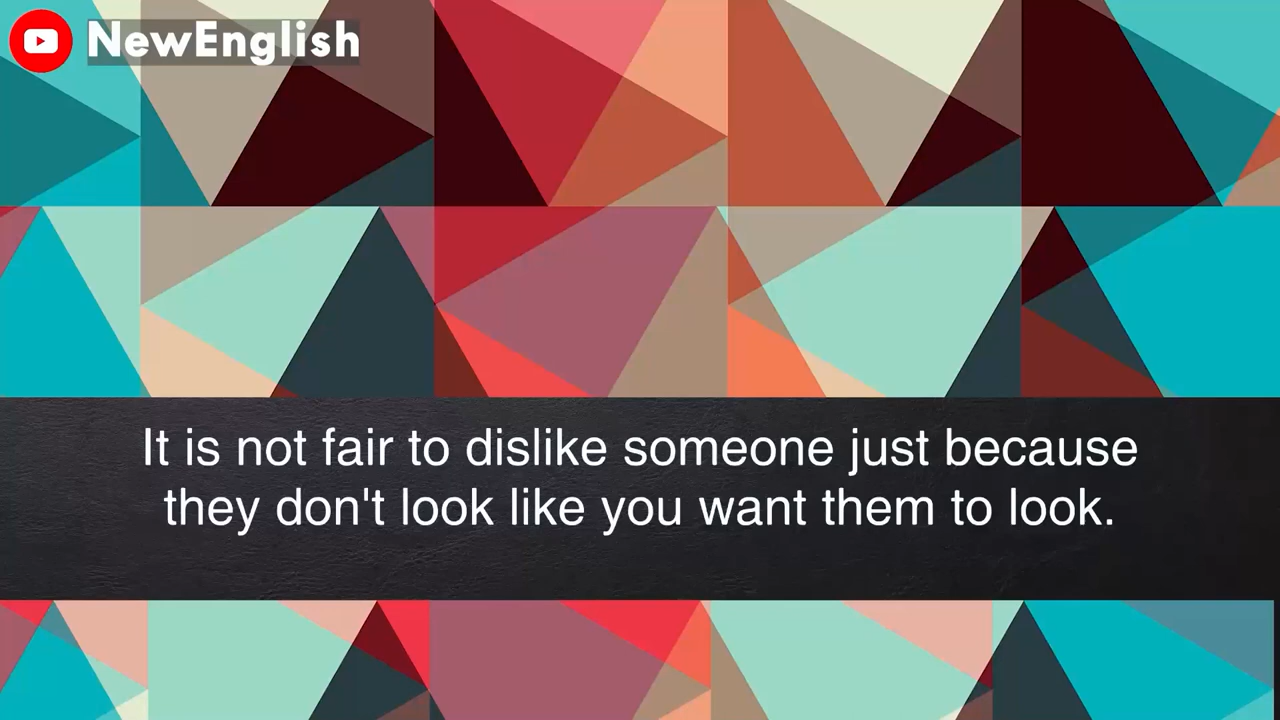 NewEnglish
It is not fair to dislike someone just because
they don't look like you want them to look.